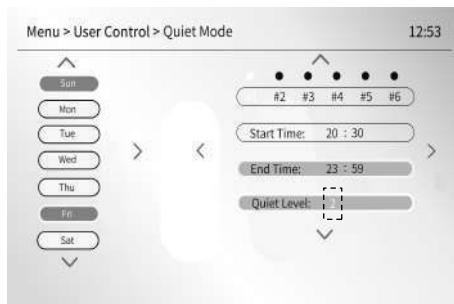 Menu > User Control > Quiet Mode 12:53
Sun
Mon
Tue
Wed
Thu
Fri
Sat
#2 #3 #4 #5 #6
Start Time: 20 : 30
End Time: 23 : 59
Quiet Level: 2